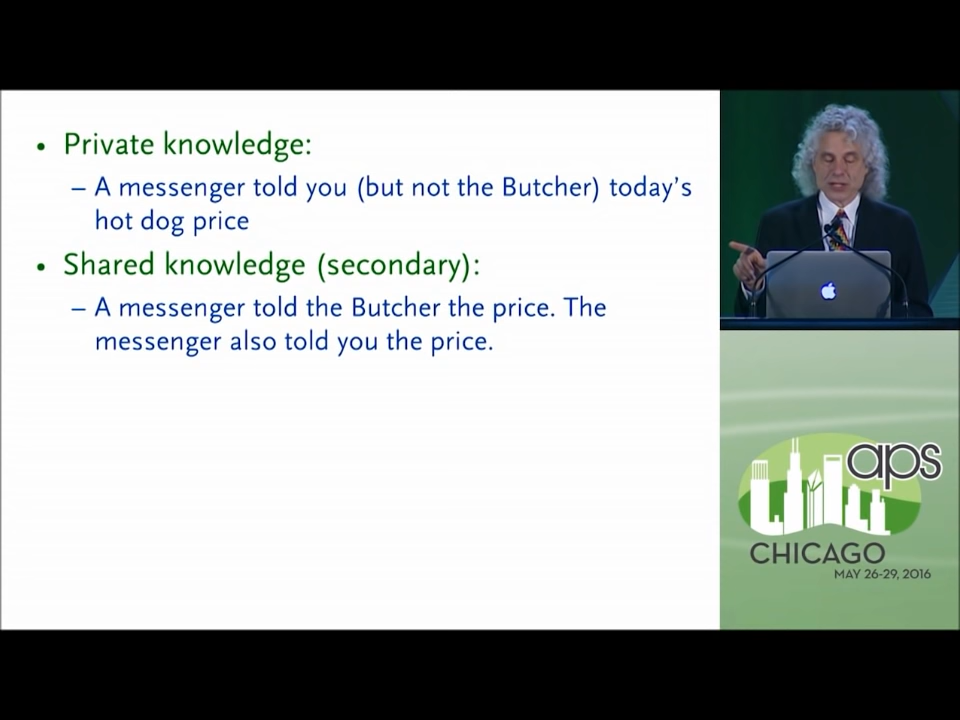 • Private knowledge:
– A messenger told you (but not the Butcher) today's
hot dog price
• Shared knowledge (secondary):
– A messenger told the Butcher the price. The
messenger also told you the price.
aps
CHICAGO
MAY 26-29, 2016